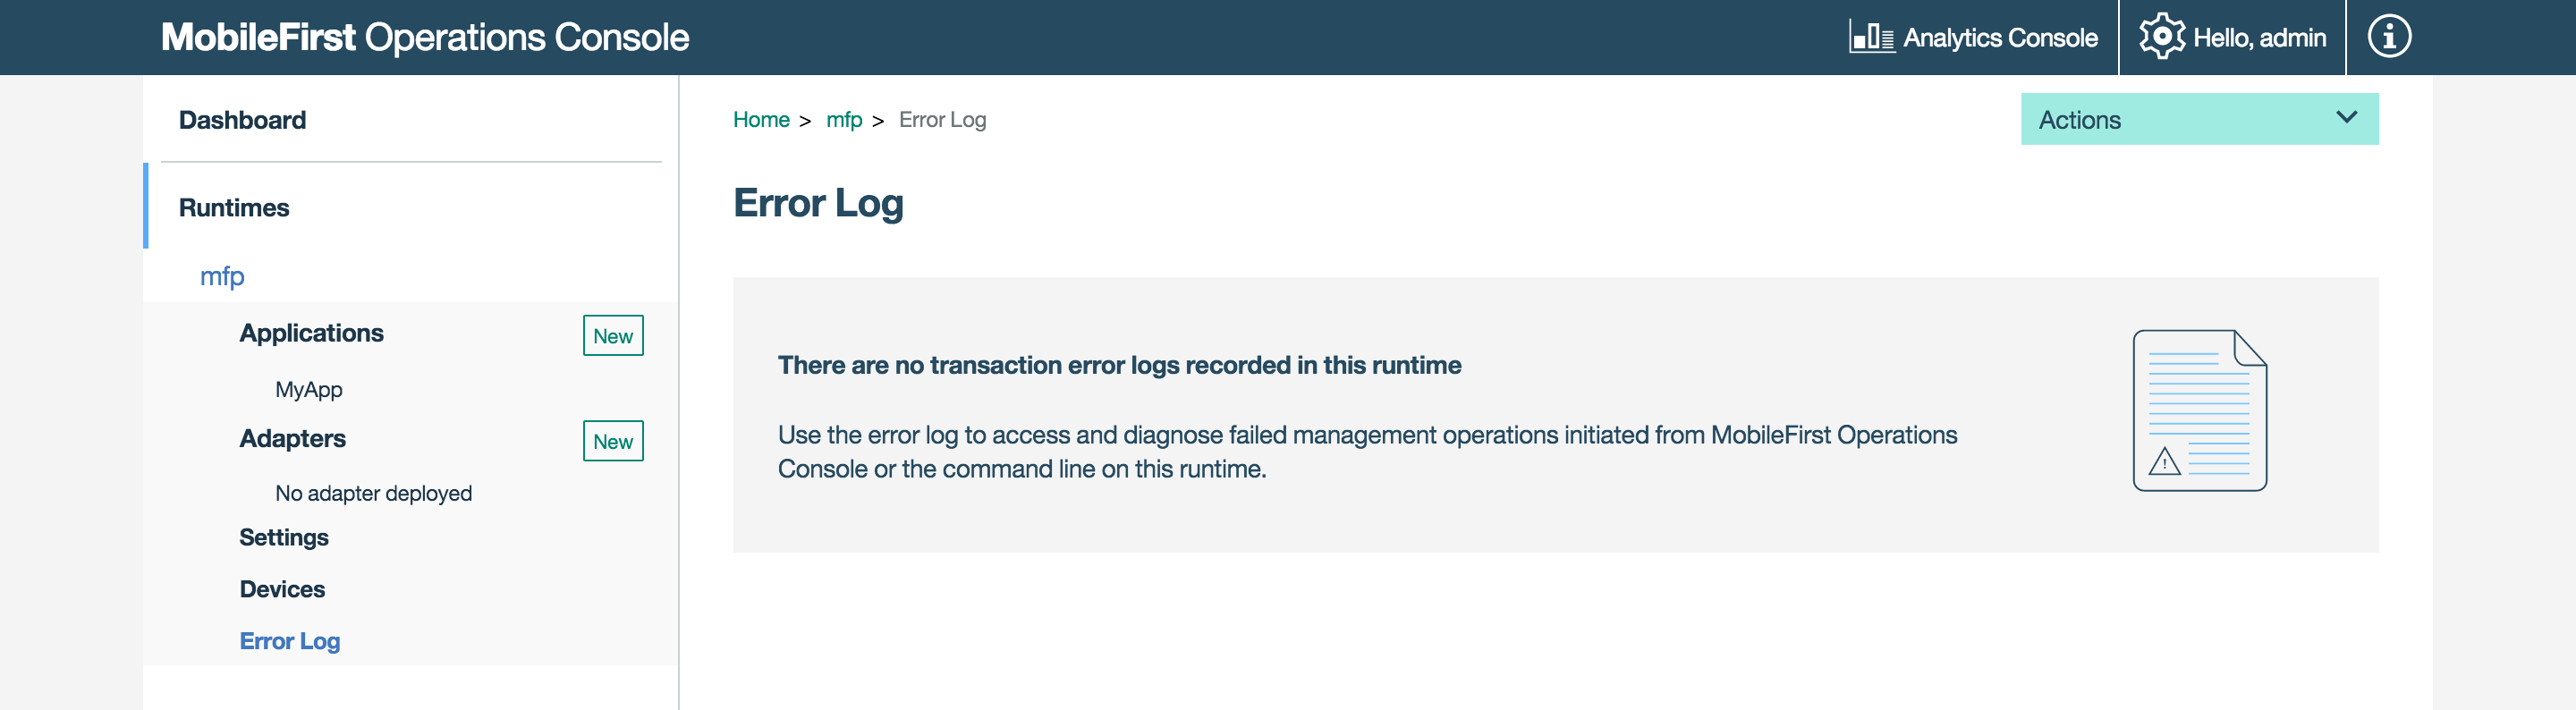 MobileFirst Operations Console
Analytics Console
Hello, admin
Dashboard
Runtimes
mfp
Applications
New
MyApp
Adapters
New
No adapter deployed
Settings
Devices
Error Log
Home > mfp > Error Log
Actions
Error Log
There are no transaction error logs recorded in this runtime
Use the error log to access and diagnose failed management operations initiated from MobileFirst Operations
Console or the command line on this runtime.